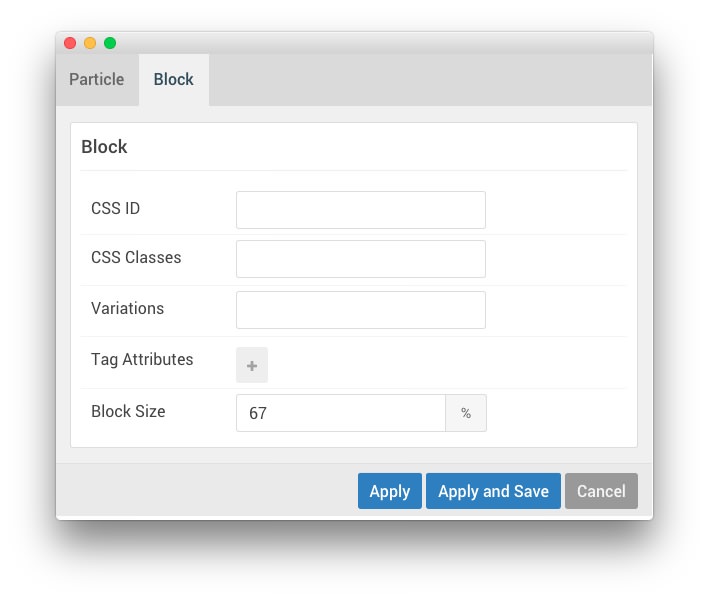 Particle Block
Block
CSS ID
CSS Classes
Variations
Tag Attributes +
Block Size 67 %
Apply Apply and Save Cancel